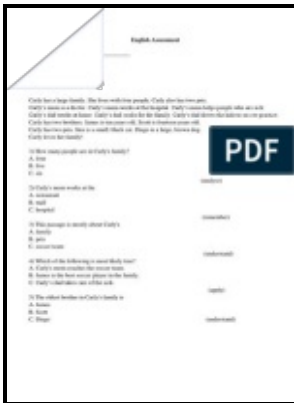 English Assessment
Carly has a large family. She lives with four people. Carly also has two pets.
Carly's mom is a doctor. Carly's mom works at the hospital. Carly's mom helps people who are sick.
Carly's dad works at home. Carly's dad cooks for the family. Carly's dad drives the kids to soccer practice.
Carly has two brothers. James is ten years old. Scott is fourteen years old.
Carly has two pets. Jinx is a small, black cat. Dingo is a large, brown dog.
Carly loves her family!
1) How many people are in Carly's family?
A. four
B. five
C. six
(analyze)
2) Carly's mom works at the
A. restaurant
B. mall
C. hospital
(remember)
3) This passage is mostly about Carly's
A. family
B. pets
C. soccer team
(understand)
4) Which of the following is most likely true?
A. Carly's mom coaches the soccer team.
B. James is the best soccer player in the family.
C. Carly's dad takes care of the kids.
(apply)
5) The oldest brother in Carly's family is
A. James
B. Scott
C. Dingo
(understand)
PDF